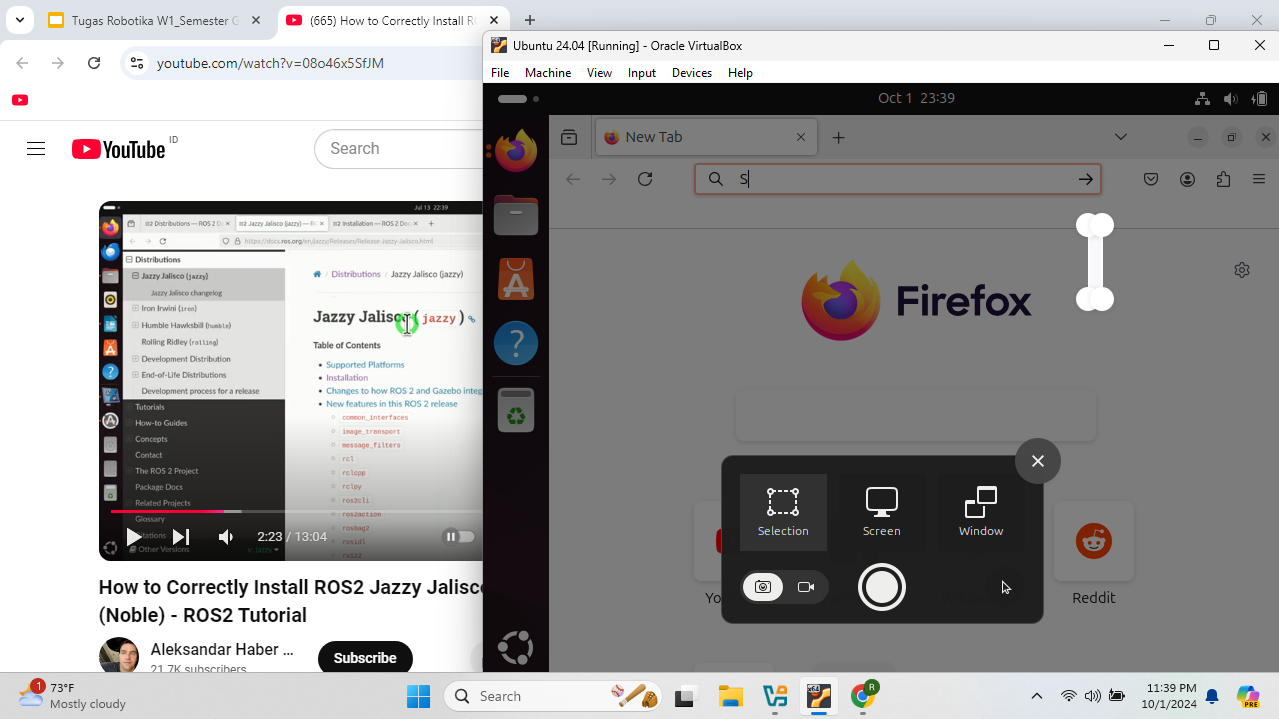 Tugas Robotika W1_Semester G
(665) How to Correctly Install RO
youtube.com/watch?v=08o46x5SfJM
YouTube ID
Search
Jul 13 22:39
Distributions — ROS 2 D
Jazzy Jalisco (jazzy) — R
Installation — ROS 2 Do
https://docs.ros.org/en/jazzy/Releases/Release-Jazzy-Jalisco.html
Distributions
Jazzy Jalisco (jazzy)
Jazzy Jalisco changelog
Iron Irwini (iron)
Humble Hawksbill (humble)
Rolling Ridley (rolling)
Development Distribution
End-of-Life Distributions
Development process for a release
Tutorials
How-to Guides
Concepts
Contact
The ROS 2 Project
Package Docs
Related Projects
Glossary
Other Versions
v: jazzy
/ Distributions / Jazzy Jalisco (jazzy)
Jazzy Jalisco ( jazzy )
Table of Contents
Supported Platforms
Installation
Changes to how ROS 2 and Gazebo integ
New features in this ROS 2 release
common_interfaces
image_transport
message_filters
rcl
rclcpp
rclpy
ros2cli
ros2action
rosbag2
rosidl
rviz2
2:23 / 13:04
How to Correctly Install ROS2 Jazzy Jalisc
(Noble) - ROS2 Tutorial
Aleksandar Haber ...
21.7K subscribers
Subscribe
Ubuntu 24.04 [Running] - Oracle VirtualBox
File Machine View Input Devices Help
Oct 1 23:39
New Tab
S
Firefox
Selection
Screen
Window
Yo
Reddit
1
73°F
Mostly cloudy
Search
R
11:39 PM
10/1/2024
PRE